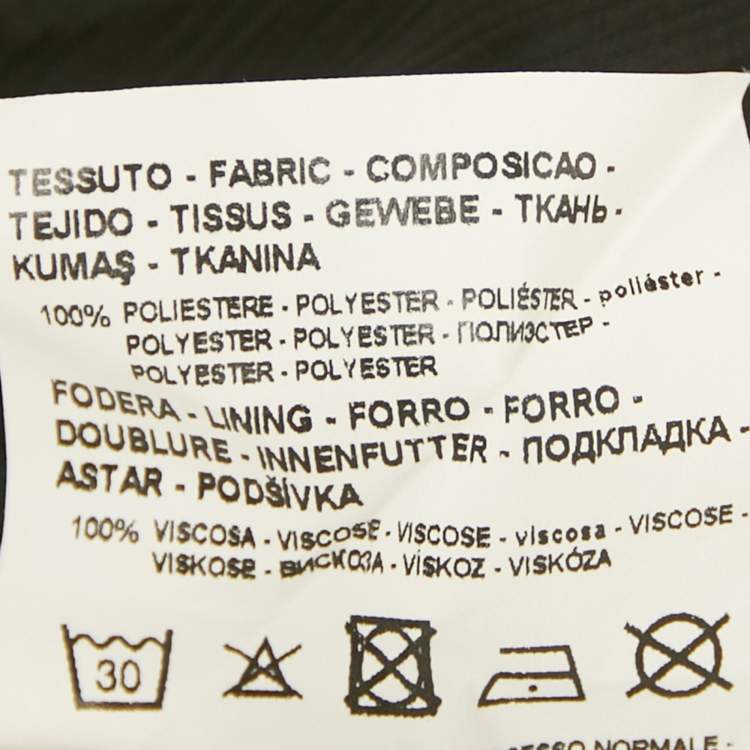 TESSUTO - FABRIC - COMPOSICAO -
TEJIDO - TISSUS - GEWEBE - ТКАНЬ -
KUMAŞ - TKANINA
100% POLIESTERE - POLYESTER - POLIÉSTER - poliéster -
POLYESTER - POLYESTER - ПОЛИЭСТЕР -
POLYESTER - POLYESTER
FODERA - LINING - FORRO - FORRO -
DOUBLURE - INNENFUTTER - ПОДКЛАДКА -
ASTAR - PODŠÍVKA
100% VISCOSA - VISCOSE - VISCOSE - viscosa - VISCOSE -
VISKOSE - ВИСКОЗА - VİSKOZ - VISKÓZA
30
NORMALE -